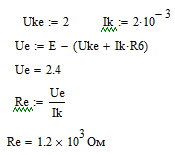 Uke := 2 Ik := 2·10⁻³
Ue := E − (Uke + Ik·Rб)
Ue = 2.4
Re := Ue / Ik
Re = 1.2 × 10³ Ом